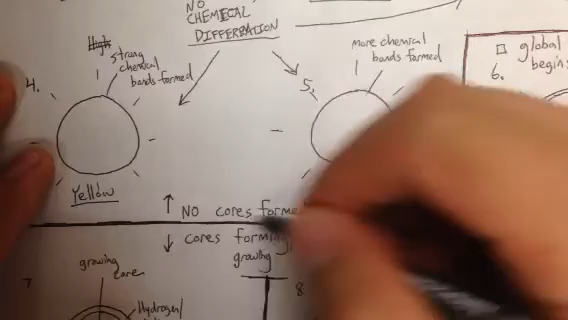 NO
CHEMICAL
DIFFERATION
High
strong
chemical
bonds formed
4.
more chemical
bonds formed
5.
□ global
begins
6.
Yellow
↑ NO cores forme
↓ cores forming/
growing
7
growing
core
Hydrogen/
8.